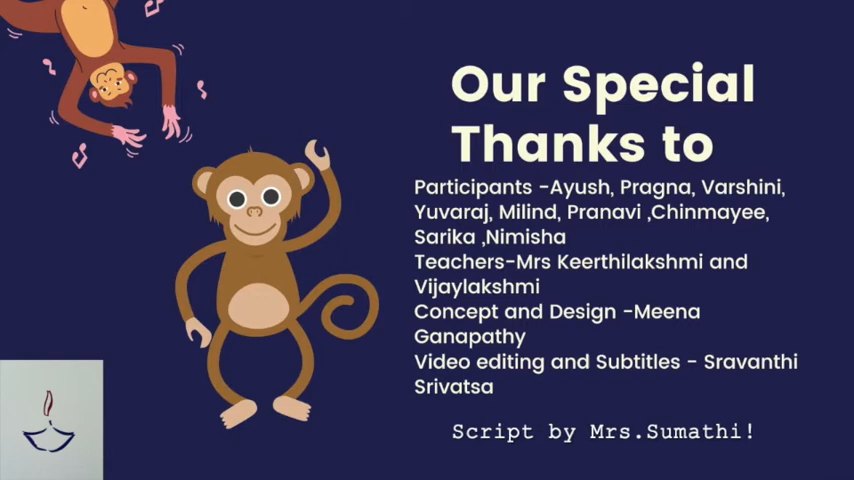 Our Special
Thanks to
Participants -Ayush, Pragna, Varshini,
Yuvaraj, Milind, Pranavi ,Chinmayee,
Sarika ,Nimisha
Teachers-Mrs Keerthilakshmi and
Vijaylakshmi
Concept and Design -Meena
Ganapathy
Video editing and Subtitles - Sravanthi
Srivatsa
Script by Mrs.Sumathi!